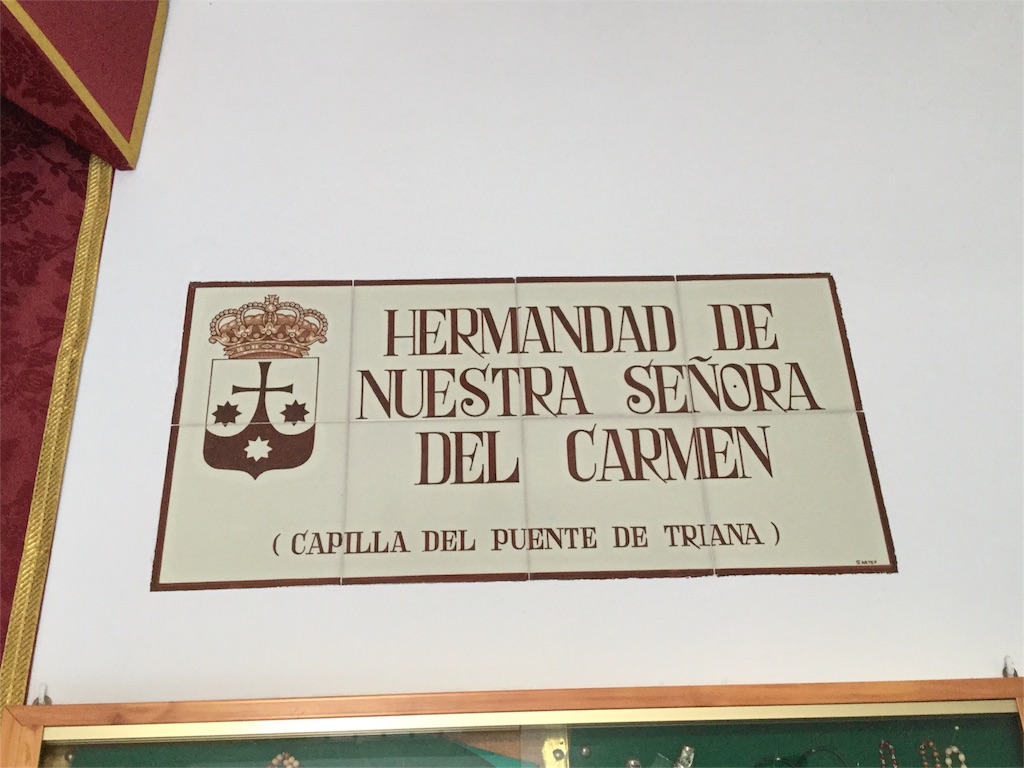 HERMANDAD DE
NUESTRA SEÑORA
DEL CARMEN
( CAPILLA DEL PUENTE DE TRIANA )